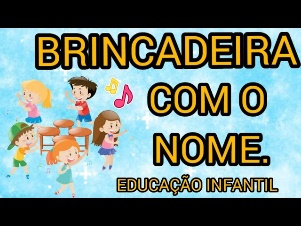 BRINCADEIRA
COM O
NOME.
EDUCAÇÃO INFANTIL